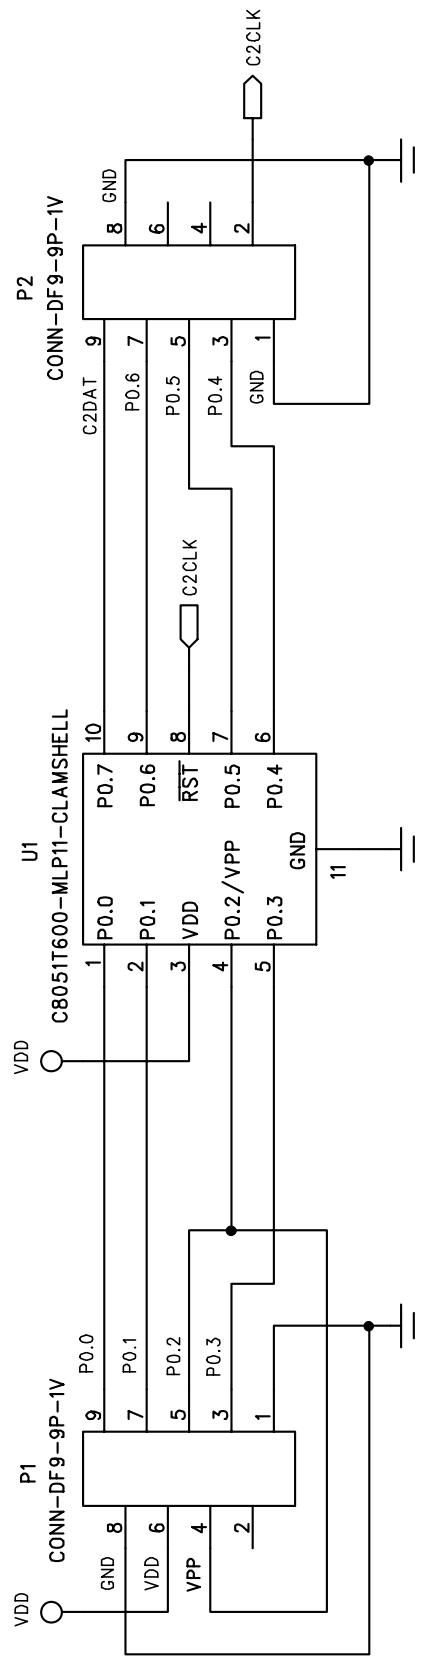 P1
CONN-DF9-9P-1V
VDD
GND
VDD
VPP
8
6
4
2
9
7
5
3
1
P0.0
P0.1
P0.2
P0.3
VDD
U1
C8051T600-MLP11-CLAMSHELL
1
2
3
4
5
P0.0
P0.1
VDD
P0.2/VPP
P0.3
GND
11
P0.7
P0.6
RST
P0.5
P0.4
10
9
8
7
6
C2CLK
P2
CONN-DF9-9P-1V
C2DAT
P0.6
P0.5
P0.4
GND
9
7
5
3
1
8
6
4
2
GND
C2CLK